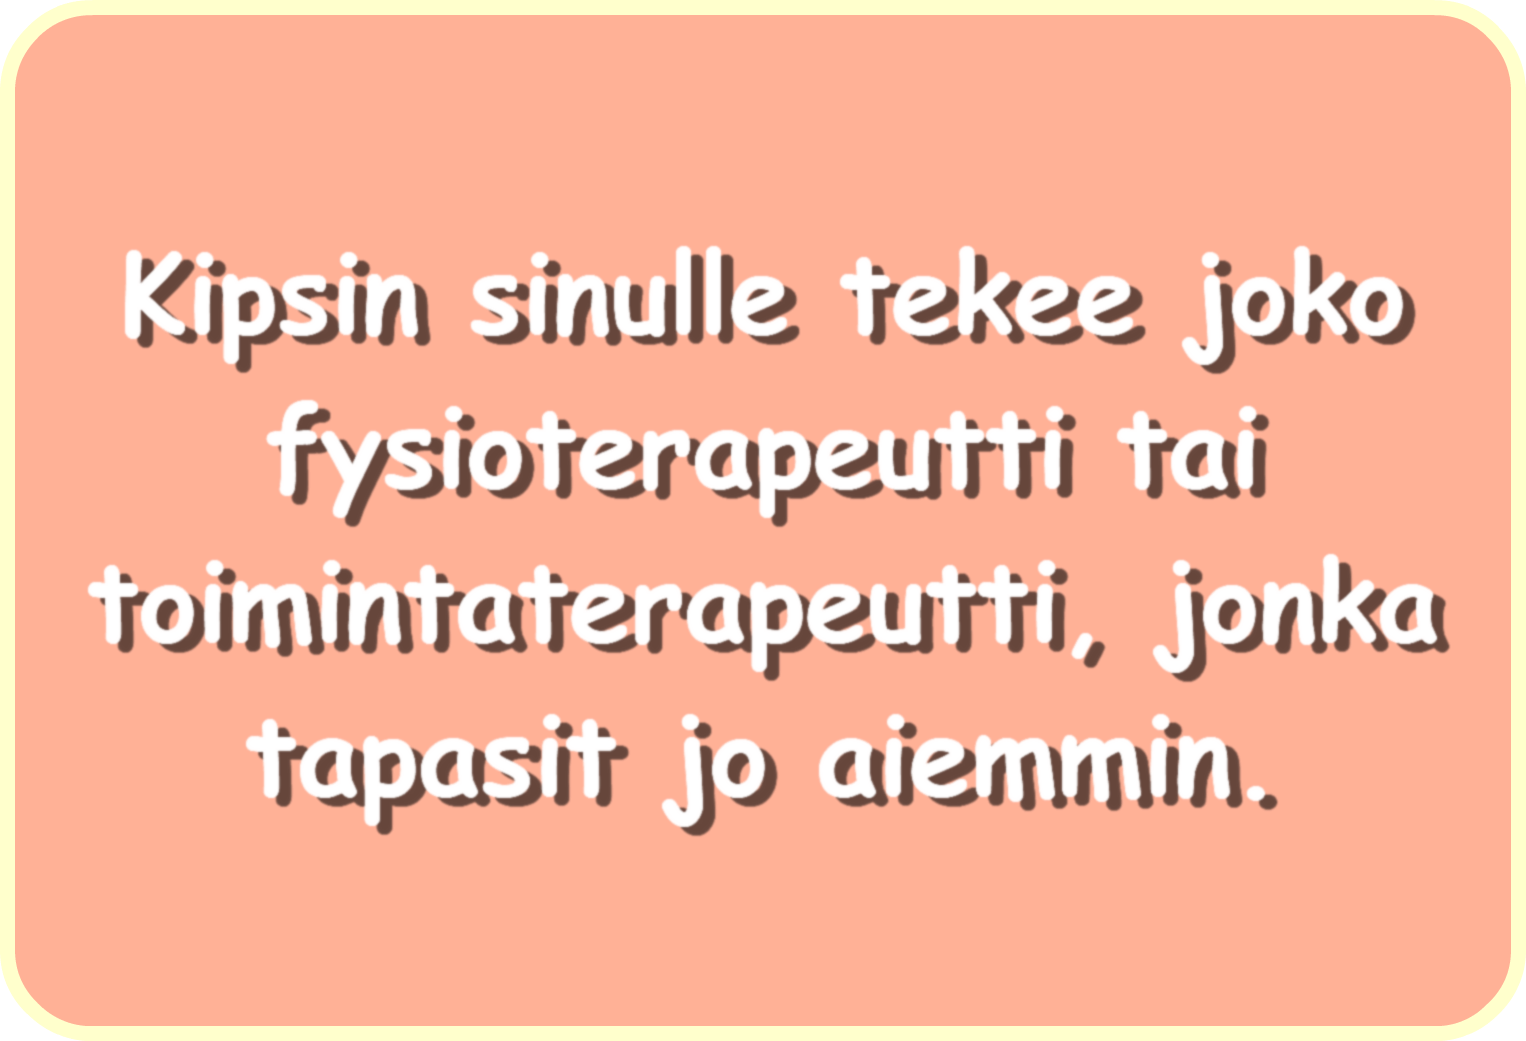 Kipsin sinulle tekee joko
fysioterapeutti tai
toimintaterapeutti, jonka
tapasit jo aiemmin.